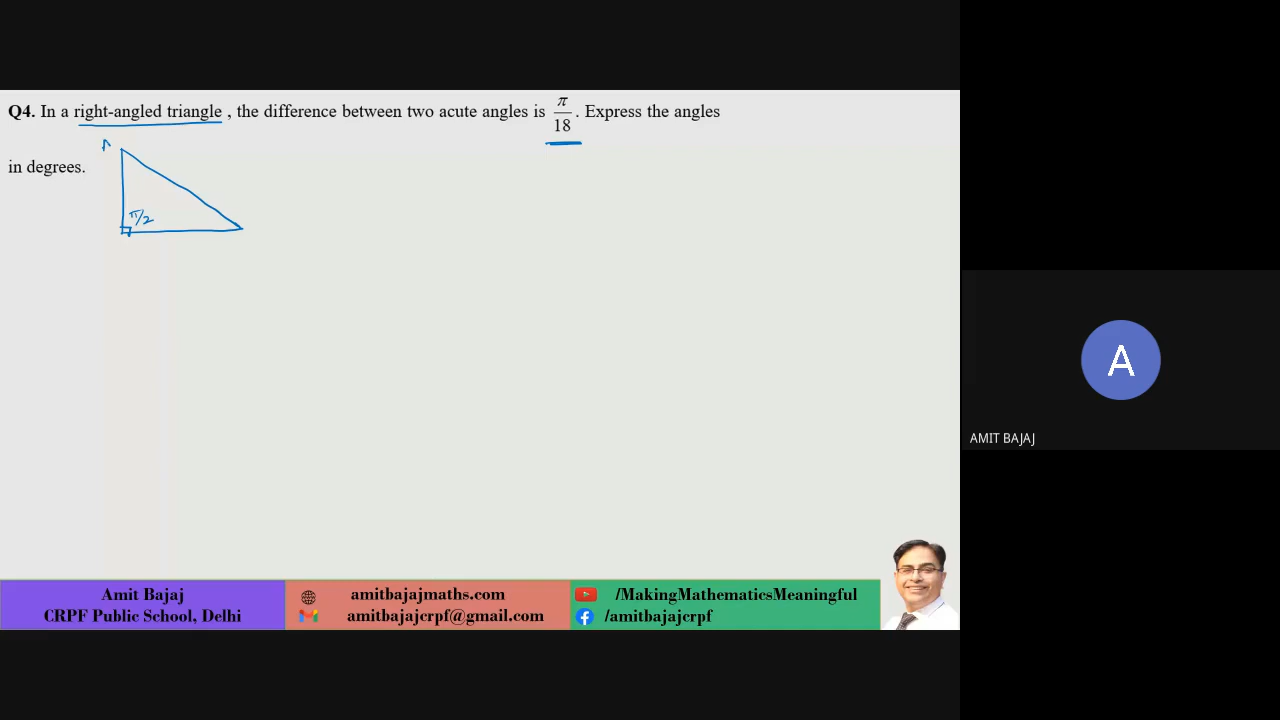 Q4. In a right-angled triangle , the difference between two acute angles is π/18. Express the angles
in degrees.
π/2
A
AMIT BAJAJ
Amit Bajaj
CRPF Public School, Delhi
amitbajajmaths.com
amitbajajcrpf@gmail.com
/MakingMathematicsMeaningful
/amitbajajcrpf